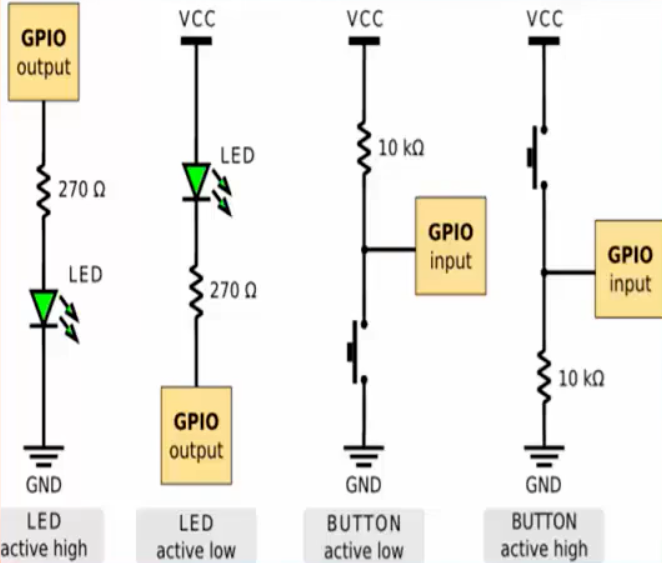 GPIO
output
270 Ω
LED
GND
LED
active high
VCC
LED
270 Ω
GPIO
output
LED
active low
VCC
10 kΩ
GPIO
input
GND
BUTTON
active low
VCC
GPIO
input
10 kΩ
GND
BUTTON
active high